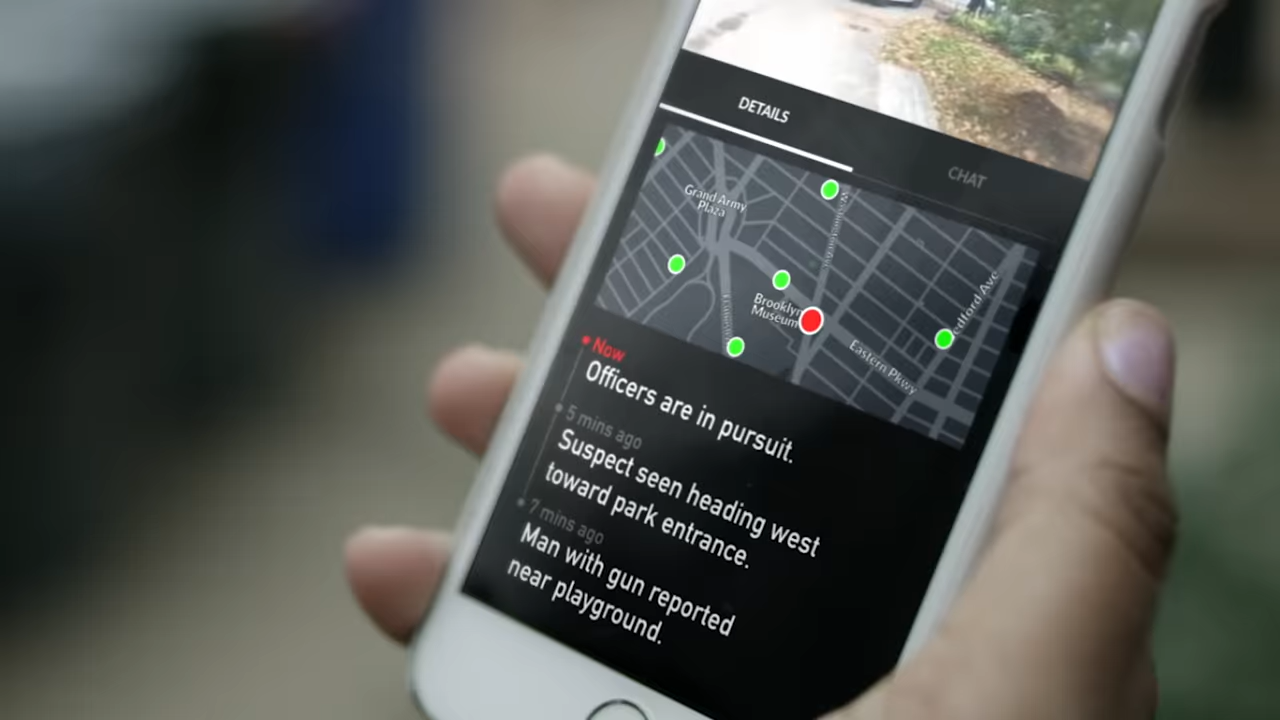 DETAILS
CHAT
Grand Army
Plaza
Brooklyn
Museum
Eastern Pkwy
edford Ave
Now
Officers are in pursuit.
5 mins ago
Suspect seen heading west
toward park entrance.
7 mins ago
Man with gun reported
near playground.